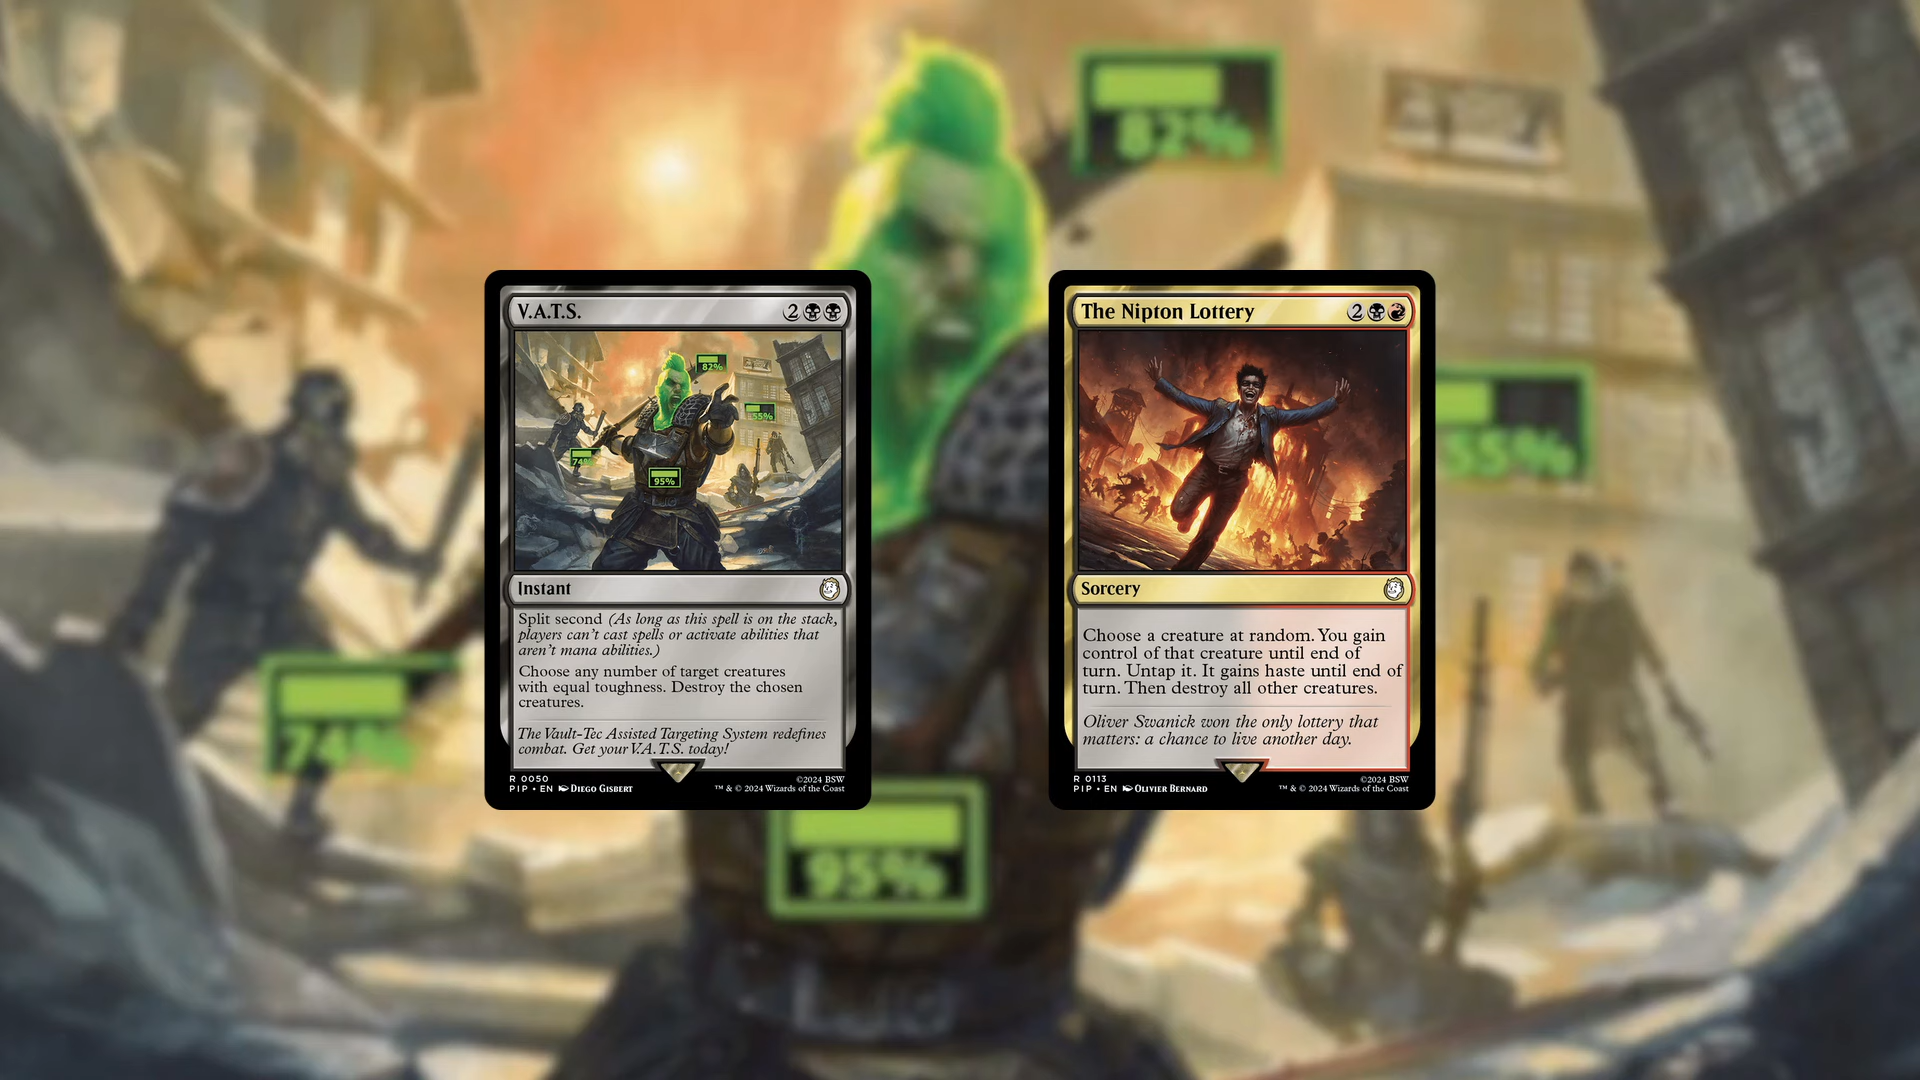 82%
V.A.T.S.
2
82%
55%
74%
95%
Instant
Split second (As long as this spell is on the stack,
players can't cast spells or activate abilities that
aren't mana abilities.)
Choose any number of target creatures
with equal toughness. Destroy the chosen
creatures.
The Vault-Tec Assisted Targeting System redefines
combat. Get your V.A.T.S. today!
R 0050
©2024 BSW
PIP • EN Diego Gisbert
™ & © 2024 Wizards of the Coast
The Nipton Lottery
2
Sorcery
Choose a creature at random. You gain
control of that creature until end of
turn. Untap it. It gains haste until end of
turn. Then destroy all other creatures.
Oliver Swanick won the only lottery that
matters: a chance to live another day.
R 0113
©2024 BSW
PIP • EN Olivier Bernard
™ & © 2024 Wizards of the Coast
55%
74%
95%